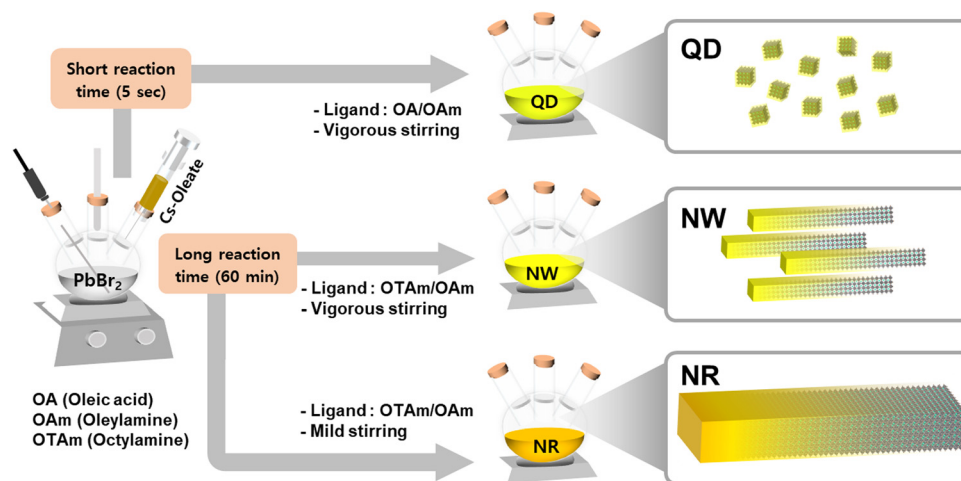 Short reaction
time (5 sec)
- Ligand : OA/OAm
- Vigorous stirring
QD
QD
Cs-Oleate
PbBr₂
Long reaction
time (60 min)
- Ligand : OTAm/OAm
- Vigorous stirring
NW
NW
OA (Oleic acid)
OAm (Oleylamine)
OTAm (Octylamine)
- Ligand : OTAm/OAm
- Mild stirring
NR
NR